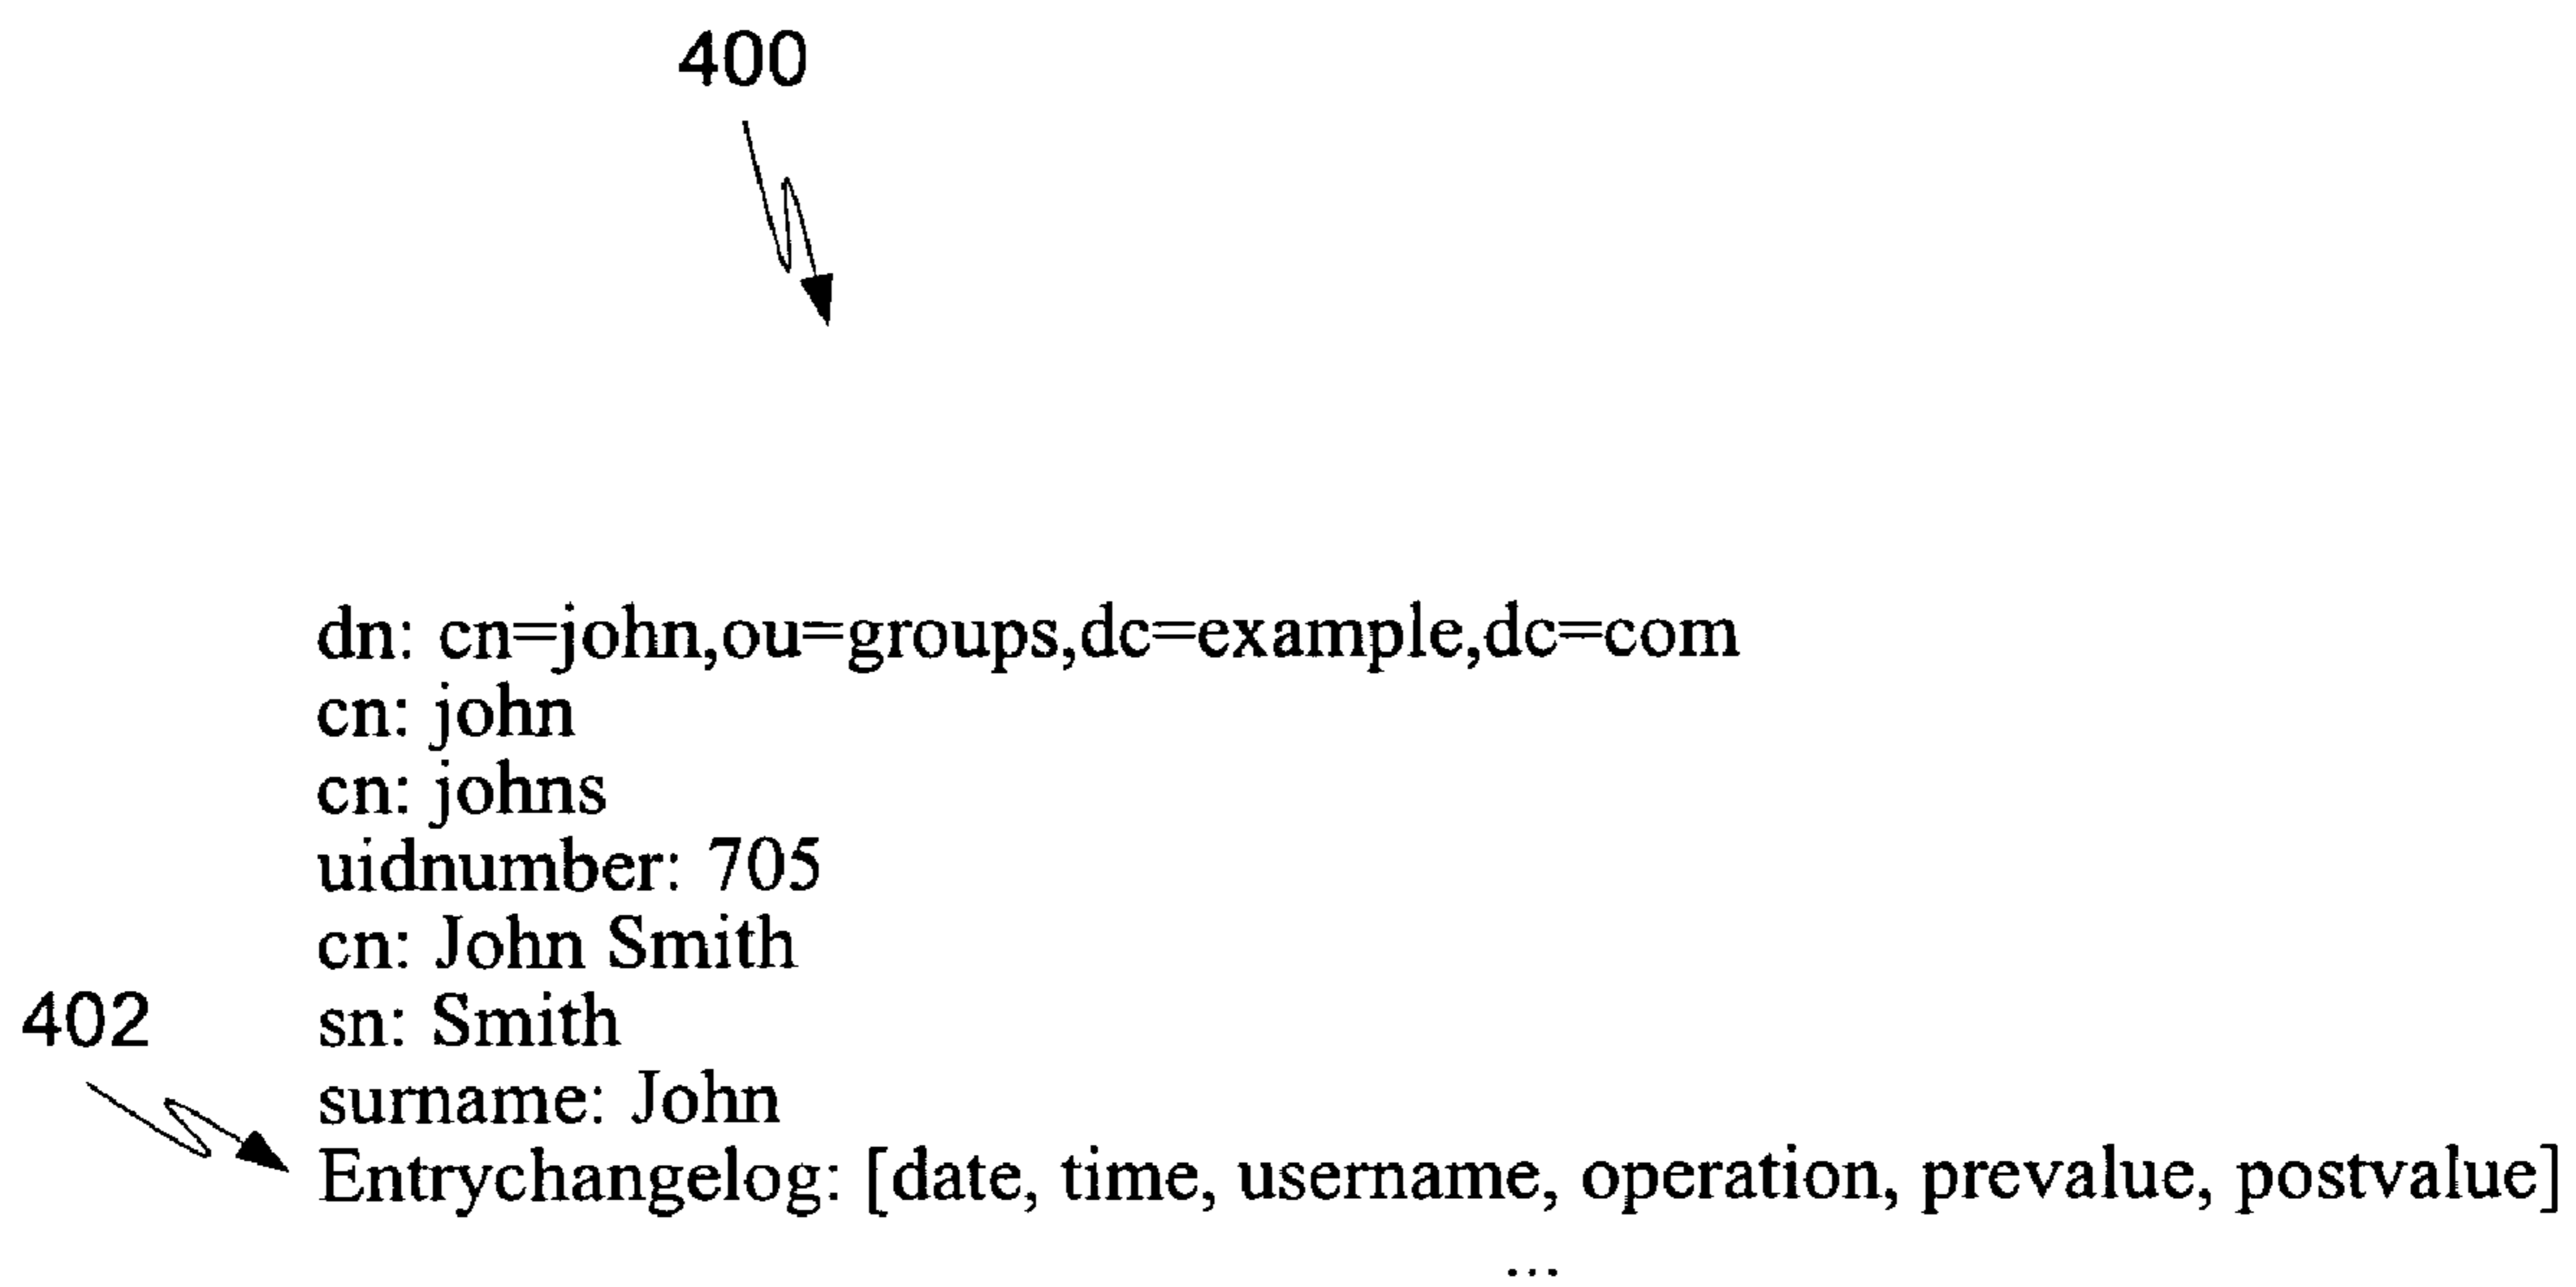 400
dn: cn=john,ou=groups,dc=example,dc=com
cn: john
cn: johns
uidnumber: 705
cn: John Smith
402
sn: Smith
surname: John
Entrychangelog: [date, time, username, operation, prevalue, postvalue]
...